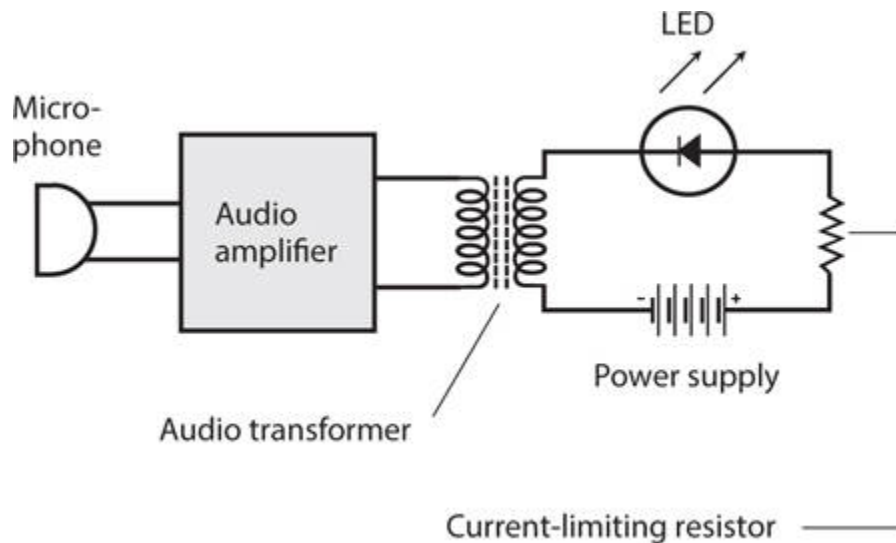 LED
Micro-
phone
Audio
amplifier
- +
Power supply
Audio transformer
Current-limiting resistor